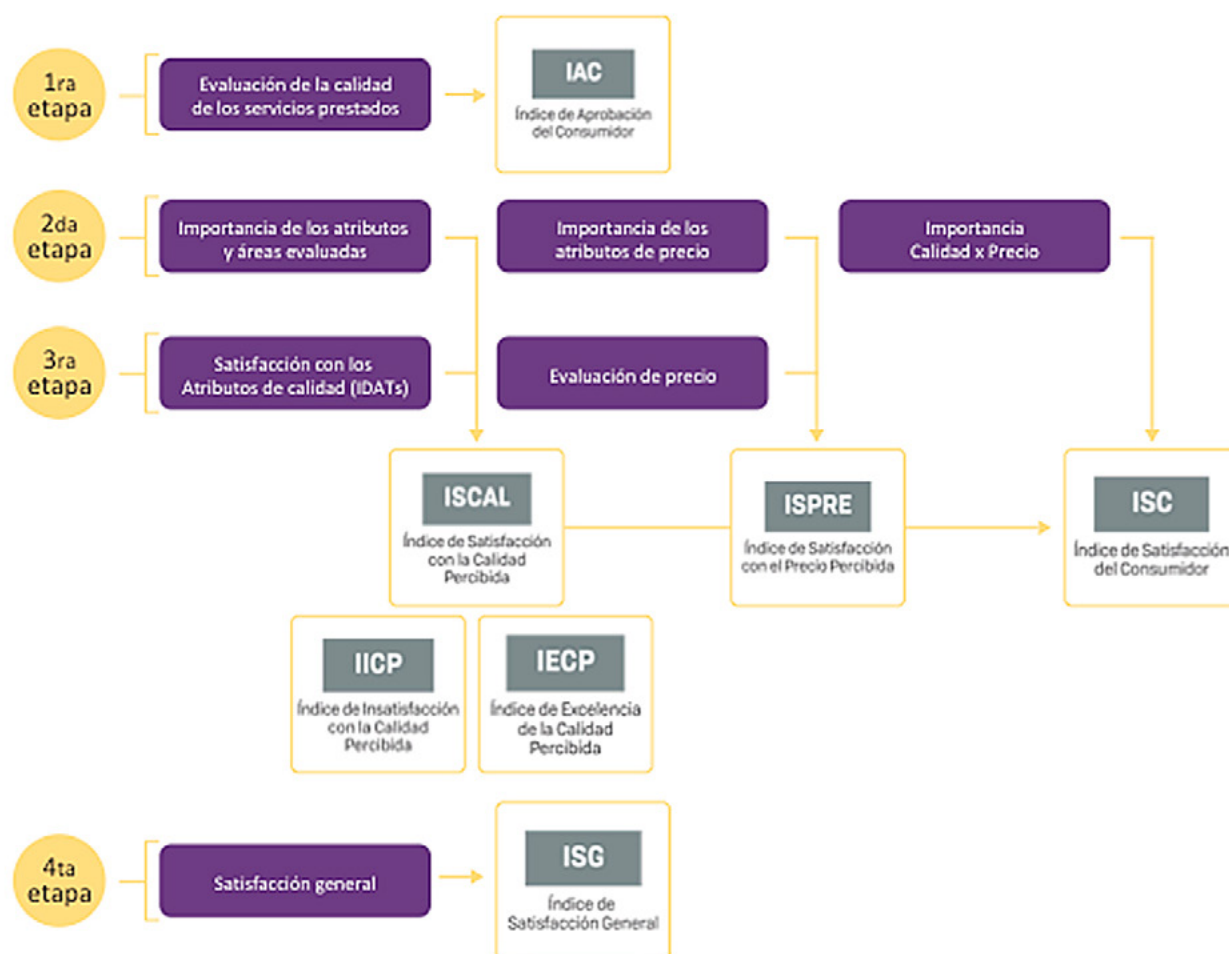 1ra
etapa
Evaluación de la calidad
de los servicios prestados
IAC
Índice de Aprobación
del Consumidor
2da
etapa
Importancia de los atributos
y áreas evaluadas
Importancia de los
atributos de precio
Importancia
Calidad x Precio
3ra
etapa
Satisfacción con los
Atributos de calidad (IDATs)
Evaluación de precio
ISCAL
Índice de Satisfacción
con la Calidad
Percibida
ISPRE
Índice de Satisfacción
con el Precio Percibida
ISC
Índice de Satisfacción
del Consumidor
IICP
Índice de Insatisfacción
con la Calidad
Percibida
IECP
Índice de Excelencia
de la Calidad
Percibida
4ta
etapa
Satisfacción general
ISG
Índice de
Satisfacción General